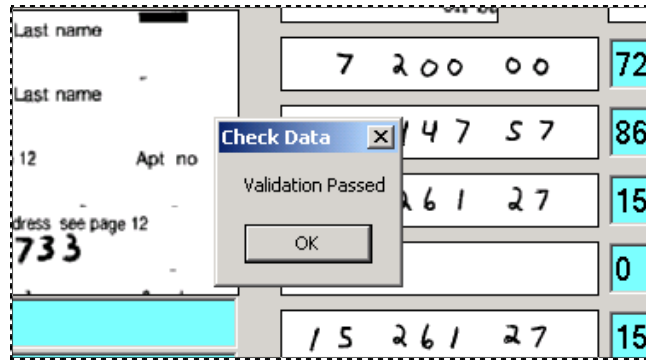 Last name
7 200 00
72
Last name
Check Data
147 57
86
12 Apt no
Validation Passed
261 27
15
dress see page 12
733
OK
0
15 261 27
15